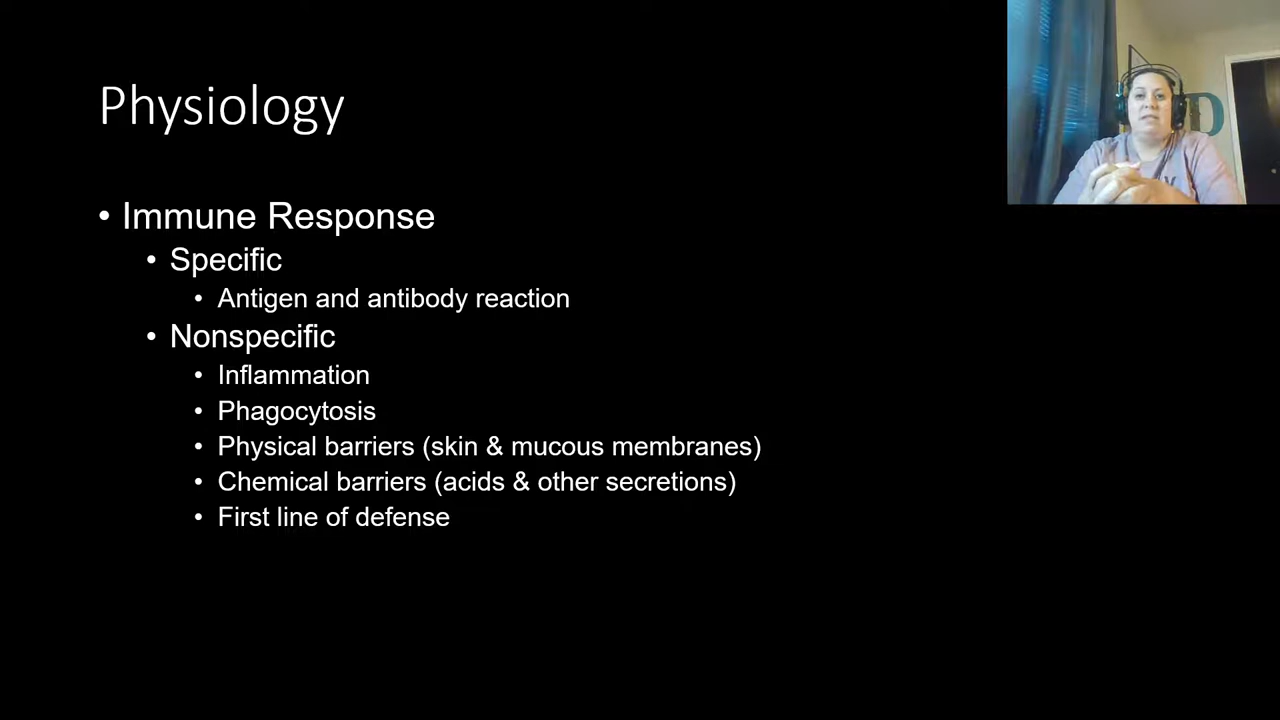 Physiology
• Immune Response
• Specific
• Antigen and antibody reaction
• Nonspecific
• Inflammation
• Phagocytosis
• Physical barriers (skin & mucous membranes)
• Chemical barriers (acids & other secretions)
• First line of defense
D